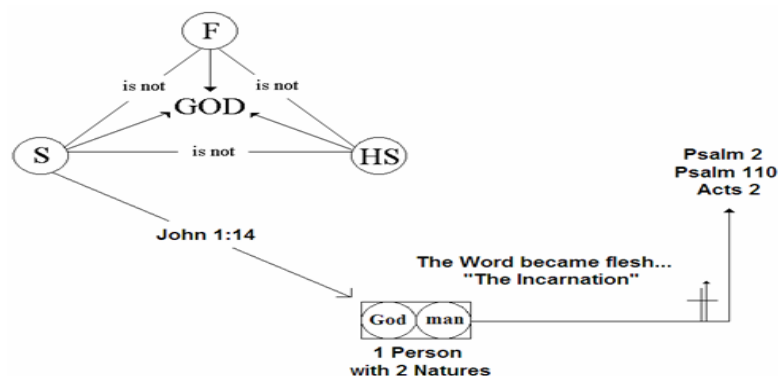 F
is not
is not
GOD
S
is not
HS
Psalm 2
Psalm 110
Acts 2
John 1:14
The Word became flesh...
"The Incarnation"
God
man
1 Person
with 2 Natures